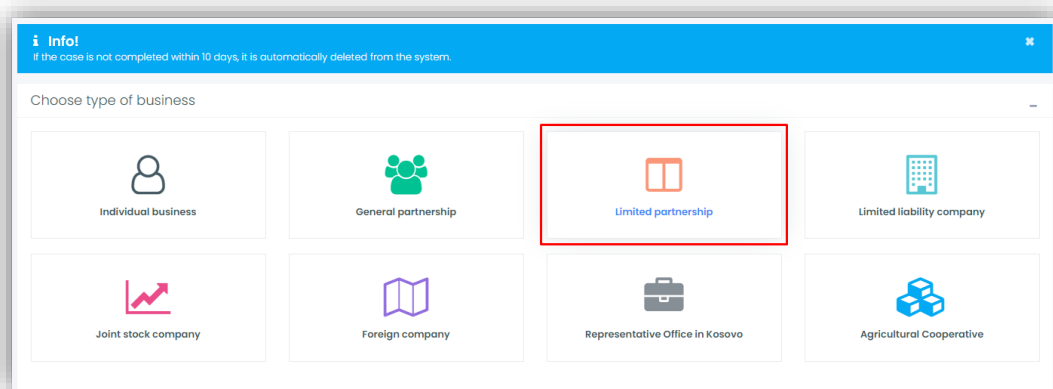 Info!
If the case is not completed within 10 days, it is automatically deleted from the system.
Choose type of business
Individual business
General partnership
Limited partnership
Limited liability company
Joint stock company
Foreign company
Representative Office in Kosovo
Agricultural Cooperative